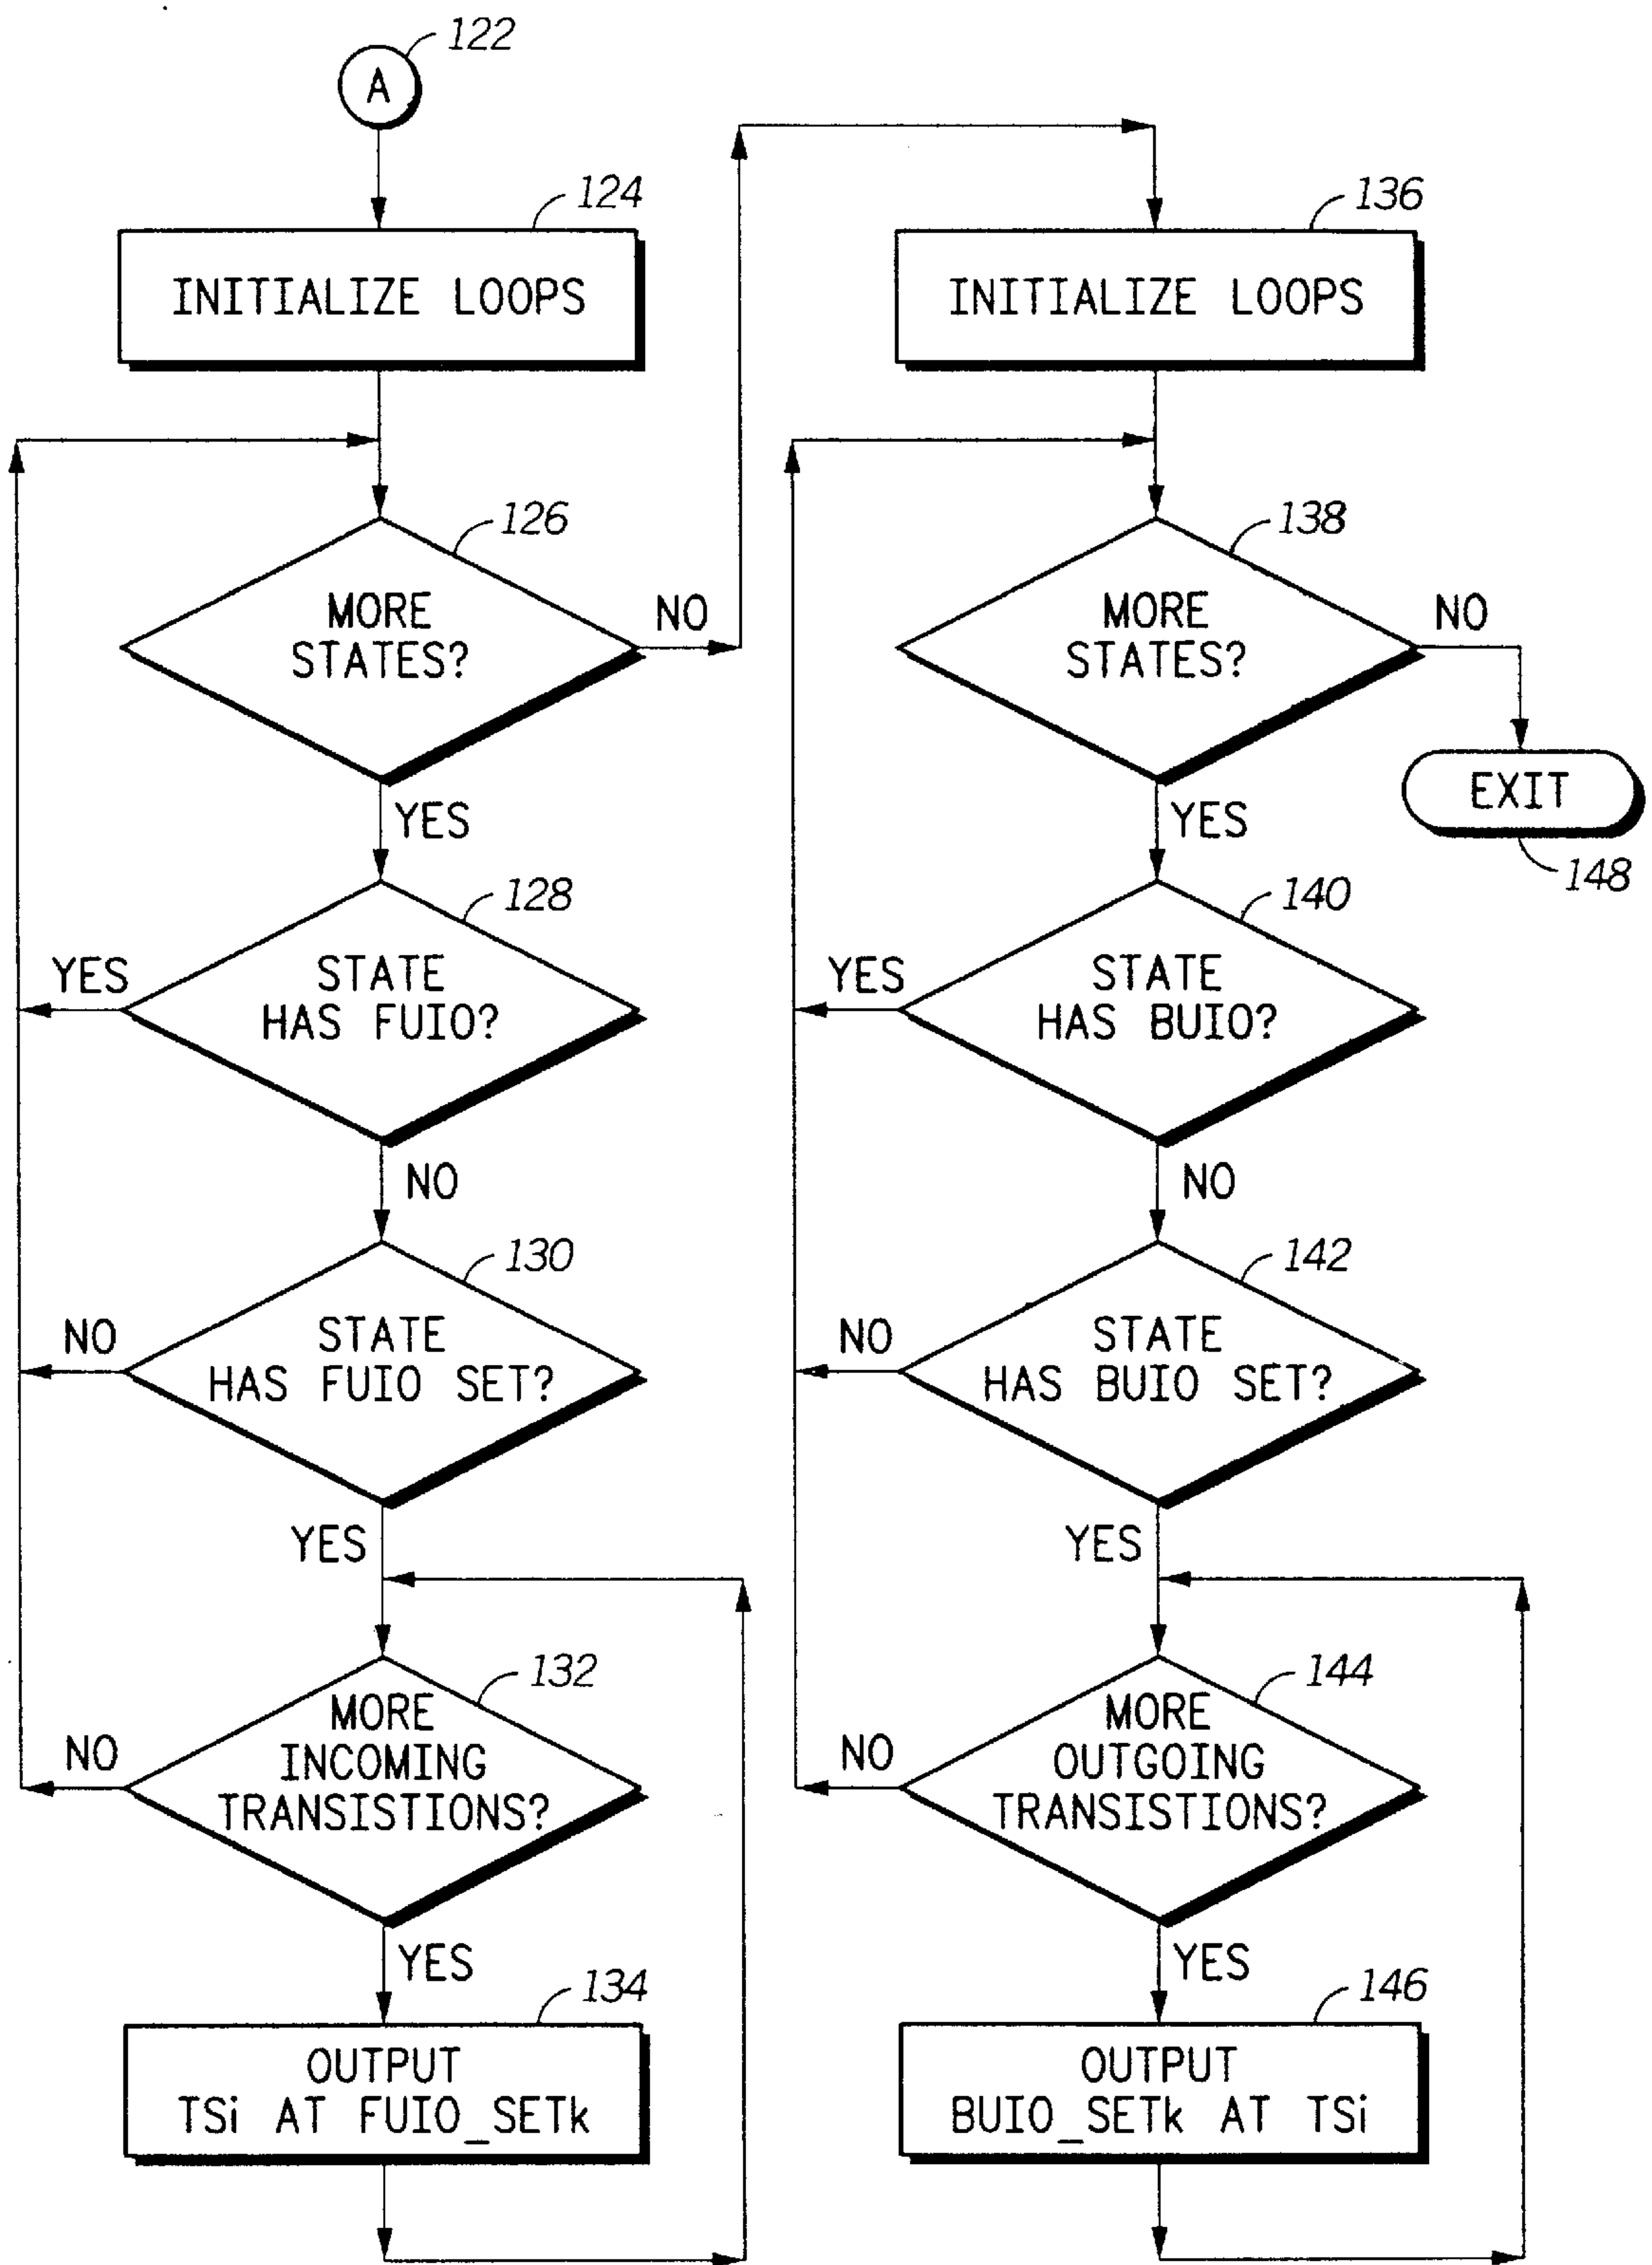 122
A
124
INITIALIZE LOOPS
126
MORE
STATES?
NO
YES
128
STATE
HAS FUIO?
YES
NO
130
STATE
HAS FUIO SET?
NO
YES
132
MORE
INCOMING
TRANSISTIONS?
NO
YES
134
OUTPUT
TSi AT FUIO_SETk
136
INITIALIZE LOOPS
138
MORE
STATES?
NO
EXIT
148
YES
140
STATE
HAS BUIO?
YES
NO
142
STATE
HAS BUIO SET?
NO
YES
144
MORE
OUTGOING
TRANSISTIONS?
NO
YES
146
OUTPUT
BUIO_SETk AT TSi